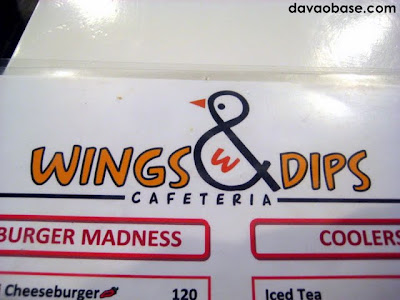 davaobase.com
WINGS & DIPS
CAFETERIA
BURGER MADNESS
COOLERS
Cheeseburger 120
Iced Tea